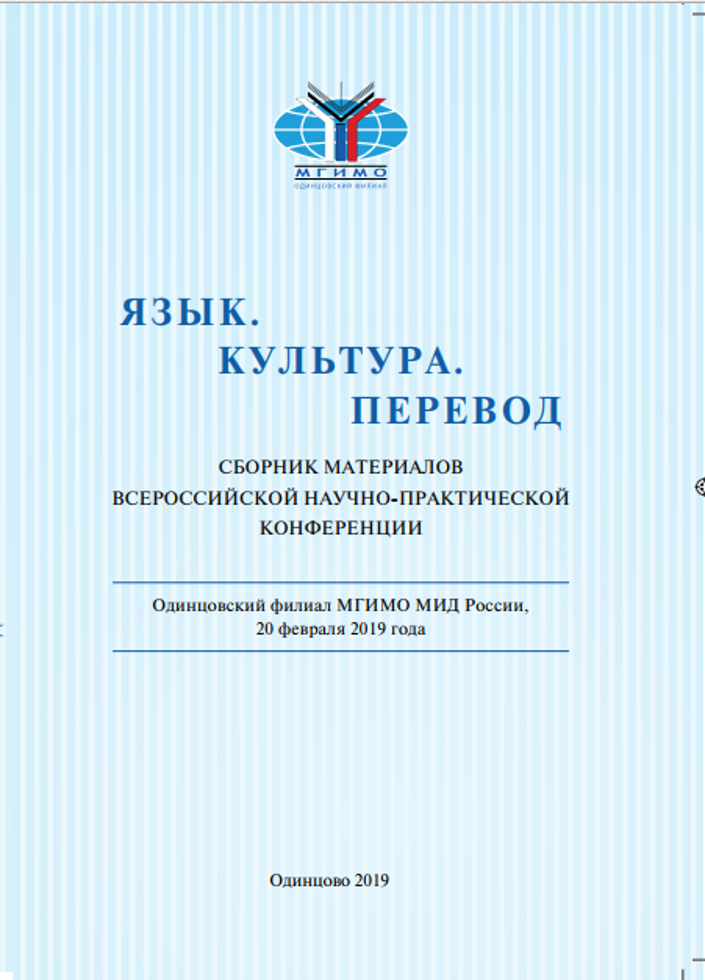 МГИМО
ОДИНЦОВСКИЙ ФИЛИАЛ
ЯЗЫК.
КУЛЬТУРА.
ПЕРЕВОД
СБОРНИК МАТЕРИАЛОВ
ВСЕРОССИЙСКОЙ НАУЧНО-ПРАКТИЧЕСКОЙ
КОНФЕРЕНЦИИ
Одинцовский филиал МГИМО МИД России,
20 февраля 2019 года
Одинцово 2019